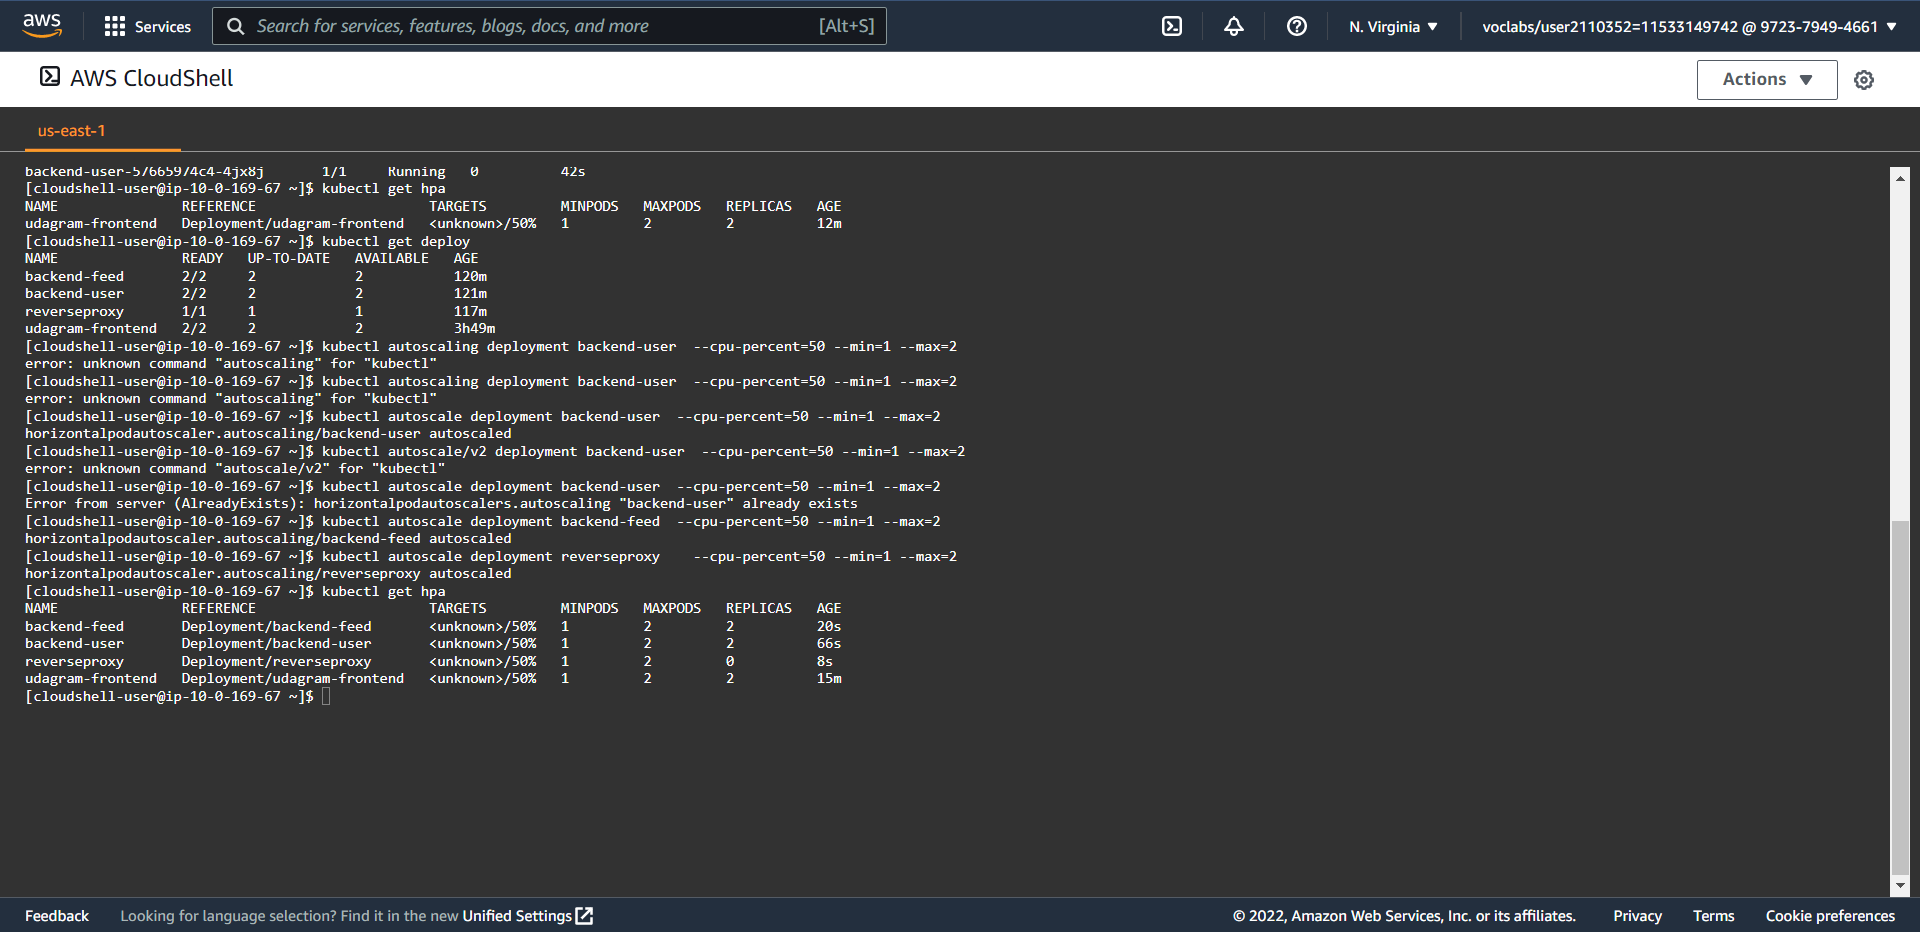 aws Services Search for services, features, blogs, docs, and more [Alt+S] N. Virginia voclabs/user2110352=11533149742 @ 9723-7949-4661
AWS CloudShell Actions
us-east-1
backend-user-57665974c4-4jx8j 1/1 Running 0 42s
[cloudshell-user@ip-10-0-169-67 ~]$ kubectl get hpa
NAME REFERENCE TARGETS MINPODS MAXPODS REPLICAS AGE
udagram-frontend Deployment/udagram-frontend <unknown>/50% 1 2 2 12m
[cloudshell-user@ip-10-0-169-67 ~]$ kubectl get deploy
NAME READY UP-TO-DATE AVAILABLE AGE
backend-feed 2/2 2 2 120m
backend-user 2/2 2 2 121m
reverseproxy 1/1 1 1 117m
udagram-frontend 2/2 2 2 3h49m
[cloudshell-user@ip-10-0-169-67 ~]$ kubectl autoscaling deployment backend-user --cpu-percent=50 --min=1 --max=2
error: unknown command "autoscaling" for "kubectl"
[cloudshell-user@ip-10-0-169-67 ~]$ kubectl autoscaling deployment backend-user --cpu-percent=50 --min=1 --max=2
error: unknown command "autoscaling" for "kubectl"
[cloudshell-user@ip-10-0-169-67 ~]$ kubectl autoscale deployment backend-user --cpu-percent=50 --min=1 --max=2
horizontalpodautoscaler.autoscaling/backend-user autoscaled
[cloudshell-user@ip-10-0-169-67 ~]$ kubectl autoscale/v2 deployment backend-user --cpu-percent=50 --min=1 --max=2
error: unknown command "autoscale/v2" for "kubectl"
[cloudshell-user@ip-10-0-169-67 ~]$ kubectl autoscale deployment backend-user --cpu-percent=50 --min=1 --max=2
Error from server (AlreadyExists): horizontalpodautoscalers.autoscaling "backend-user" already exists
[cloudshell-user@ip-10-0-169-67 ~]$ kubectl autoscale deployment backend-feed --cpu-percent=50 --min=1 --max=2
horizontalpodautoscaler.autoscaling/backend-feed autoscaled
[cloudshell-user@ip-10-0-169-67 ~]$ kubectl autoscale deployment reverseproxy --cpu-percent=50 --min=1 --max=2
horizontalpodautoscaler.autoscaling/reverseproxy autoscaled
[cloudshell-user@ip-10-0-169-67 ~]$ kubectl get hpa
NAME REFERENCE TARGETS MINPODS MAXPODS REPLICAS AGE
backend-feed Deployment/backend-feed <unknown>/50% 1 2 2 20s
backend-user Deployment/backend-user <unknown>/50% 1 2 2 66s
reverseproxy Deployment/reverseproxy <unknown>/50% 1 2 0 8s
udagram-frontend Deployment/udagram-frontend <unknown>/50% 1 2 2 15m
[cloudshell-user@ip-10-0-169-67 ~]$
Feedback Looking for language selection? Find it in the new Unified Settings © 2022, Amazon Web Services, Inc. or its affiliates. Privacy Terms Cookie preferences